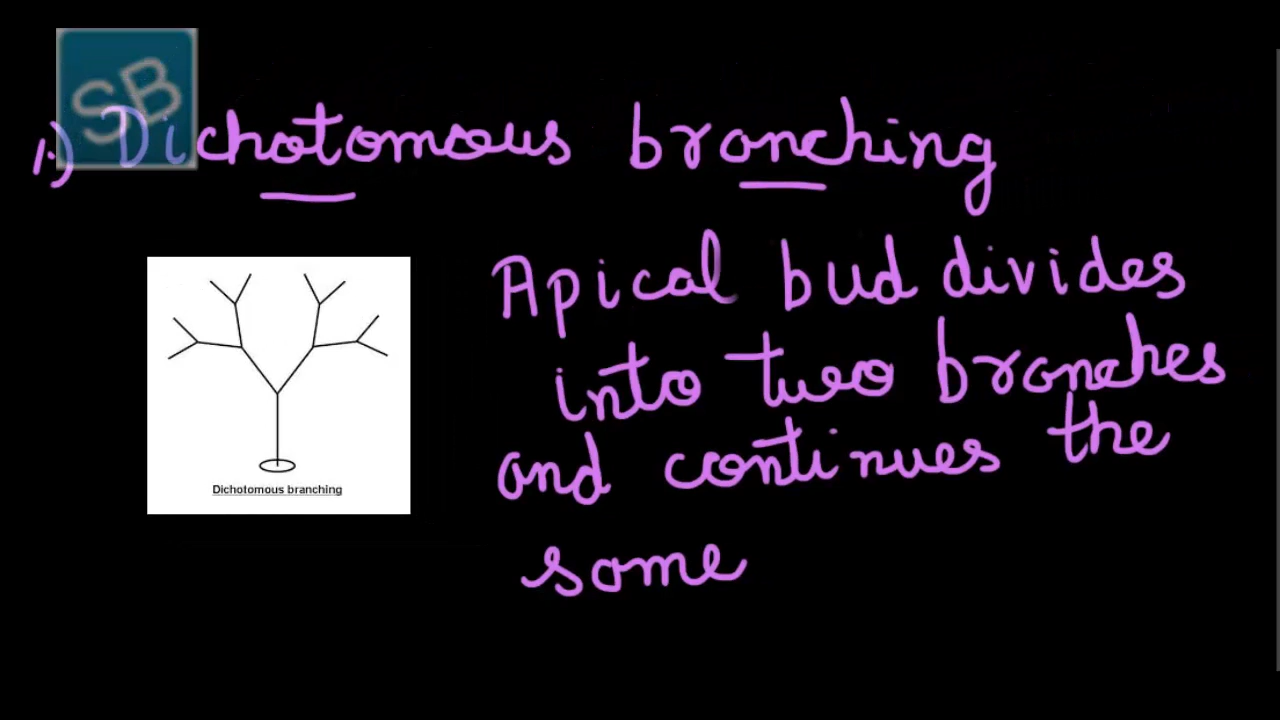 SB
1.) Dichotomous branching
Apical bud divides
into two branches
and continues the
same
Dichotomous branching